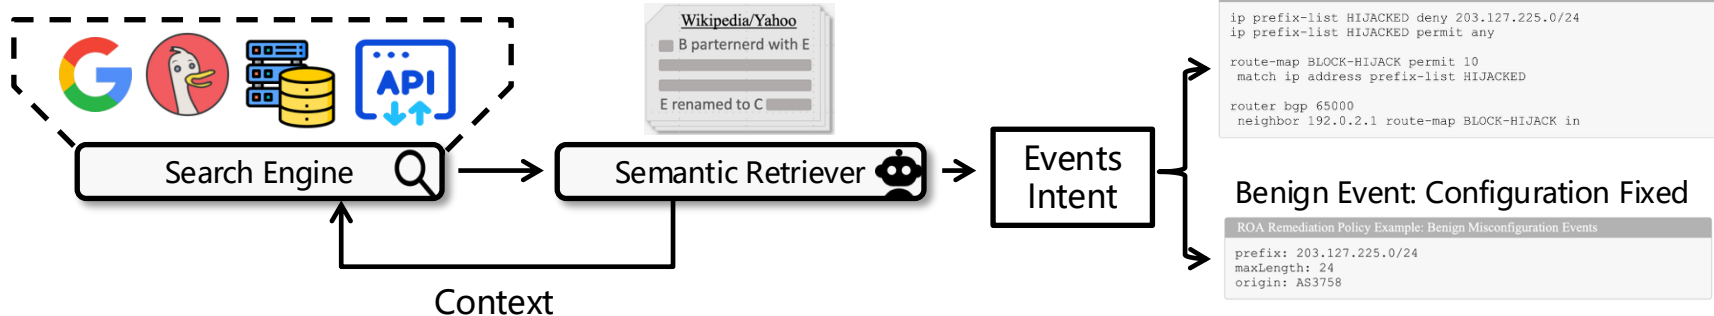 Wikipedia/Yahoo
B parternerd with E
E renamed to C
API
Search Engine
Semantic Retriever
Context
Events
Intent
ip prefix-list HIJACKED deny 203.127.225.0/24
ip prefix-list HIJACKED permit any
route-map BLOCK-HIJACK permit 10
match ip address prefix-list HIJACKED
router bgp 65000
neighbor 192.0.2.1 route-map BLOCK-HIJACK in
Benign Event: Configuration Fixed
ROA Remediation Policy Example: Benign Misconfiguration Events
prefix: 203.127.225.0/24
maxLength: 24
origin: AS3758